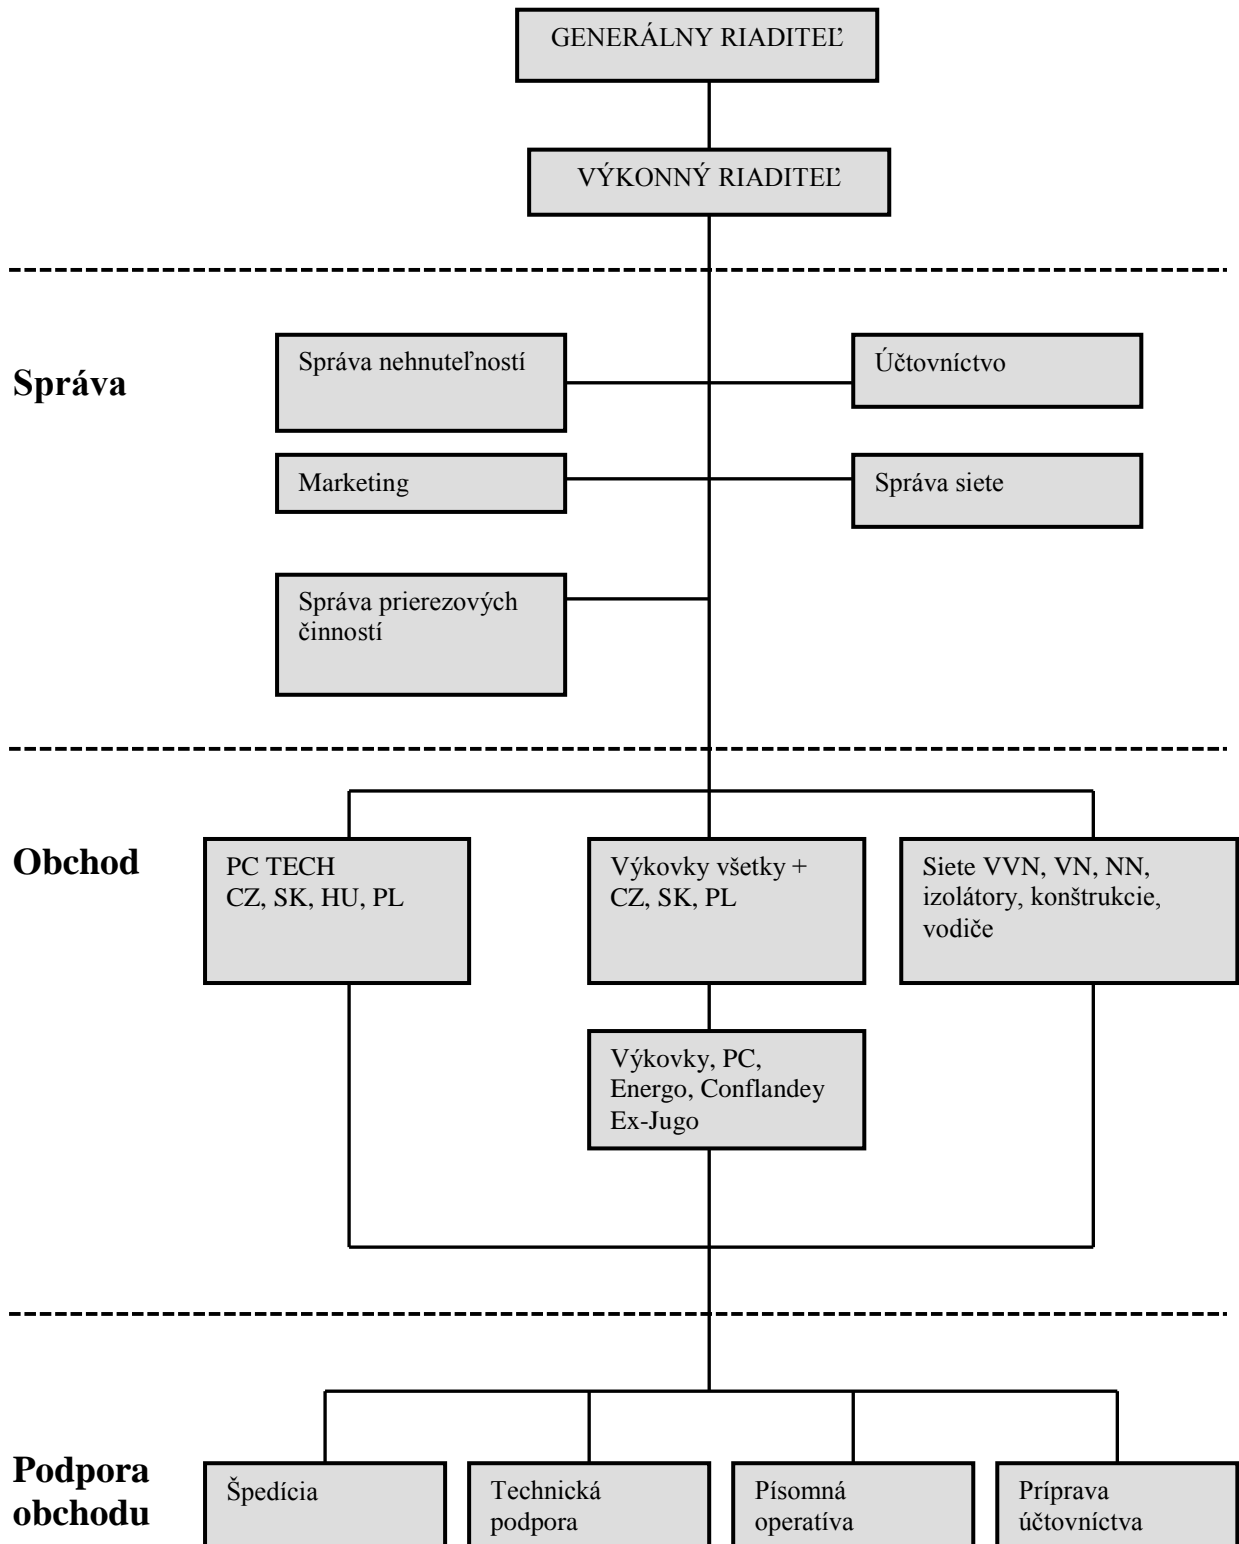 GENERÁLNY RIADITEĽ
VÝKONNÝ RIADITEĽ
Správa
Správa nehnuteľností
Účtovníctvo
Marketing
Správa siete
Správa prierezových
činností
Obchod
PC TECH
CZ, SK, HU, PL
Výkovky všetky +
CZ, SK, PL
Siete VVN, VN, NN,
izolátory, konštrukcie,
vodiče
Výkovky, PC,
Energo, Conflandey
Ex-Jugo
Podpora
obchodu
Špedícia
Technická
podpora
Písomná
operatíva
Príprava
účtovníctva